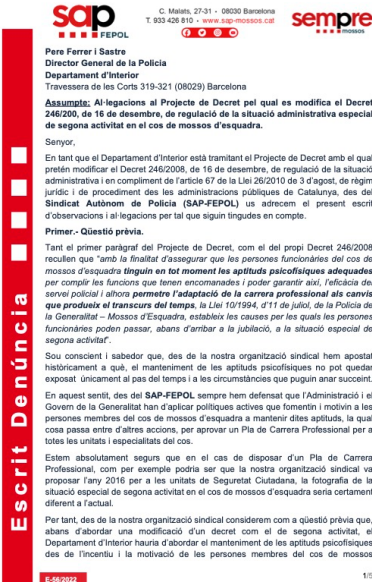 sap
FEPOL
C. Malats, 27-31 - 08030 Barcelona
T. 933 426 810 - www.sap-mossos.cat
sempre
mossos
Pere Ferrer i Sastre
Director General de la Policia
Departament d'Interior
Travessera de les Corts 319-321 (08029) Barcelona
Assumpte: Al·legacions al Projecte de Decret pel qual es modifica el Decret
246/200, de 16 de desembre, de regulació de la situació administrativa especial
de segona activitat en el cos de mossos d'esquadra.
Senyor,
En tant que el Departament d'Interior està tramitant el Projecte de Decret amb el qual
pretén modificar el Decret 246/2008, de 16 de desembre, de regulació de la situació
administrativa i en compliment de l'article 67 de la Llei 26/2010 de 3 d'agost, de règim
jurídic i de procediment des les administracions públiques de Catalunya, des del
Sindicat Autònom de Policia (SAP-FEPOL) us adrecem el present escrit
d'observacions i al·legacions per tal que siguin tingudes en compte.
Primer.- Qüestió prèvia.
Tant el primer paràgraf del Projecte de Decret, com el del propi Decret 246/2008
recullen que "amb la finalitat d'assegurar que les persones funcionàries del cos de
mossos d'esquadra tinguin en tot moment les aptituds psicofísiques adequades
per complir les funcions que tenen encomanades i poder garantir així, l'eficàcia del
servei policial i alhora permetre l'adaptació de la carrera professional als canvis
que produeix el transcurs del temps, la Llei 10/1994, d'11 de juliol, de la Policia de
la Generalitat – Mossos d'Esquadra, estableix les causes per les quals les persones
funcionàries poden passar, abans d'arribar a la jubilació, a la situació especial de
segona activitat".
Sou conscient i sabedor que, des de la nostra organització sindical hem apostat
històricament a què, el manteniment de les aptituds psicofísiques no pot quedar
exposat únicament al pas del temps i a les circumstàncies que puguin anar succeint.
En aquest sentit, des del SAP-FEPOL sempre hem defensat que l'Administració i el
Govern de la Generalitat han d'aplicar polítiques actives que fomentin i motivin a les
persones membres del cos de mossos d'esquadra a mantenir dites aptituds, la qual
cosa passa entre d'altres accions, per aprovar un Pla de Carrera Professional per a
totes les unitats i especialitats del cos.
Estem absolutament segurs que en el cas de disposar d'un Pla de Carrera
Professional, com per exemple podria ser que la nostra organització sindical va
proposar l'any 2016 per a les unitats de Seguretat Ciutadana, la fotografia de la
situació especial de segona activitat en el cos de mossos d'esquadra seria certament
diferent a l'actual.
Per tant, des de la nostra organització sindical considerem com a qüestió prèvia que,
abans d'abordar una modificació d'un decret com el de segona activitat, el
Departament d'Interior hauria d'abordar el manteniment de les aptituds psicofísiques
des de l'incentiu i la motivació de les persones membres del cos de mossos
Escrit Denúncia
E-56/2022
1/5